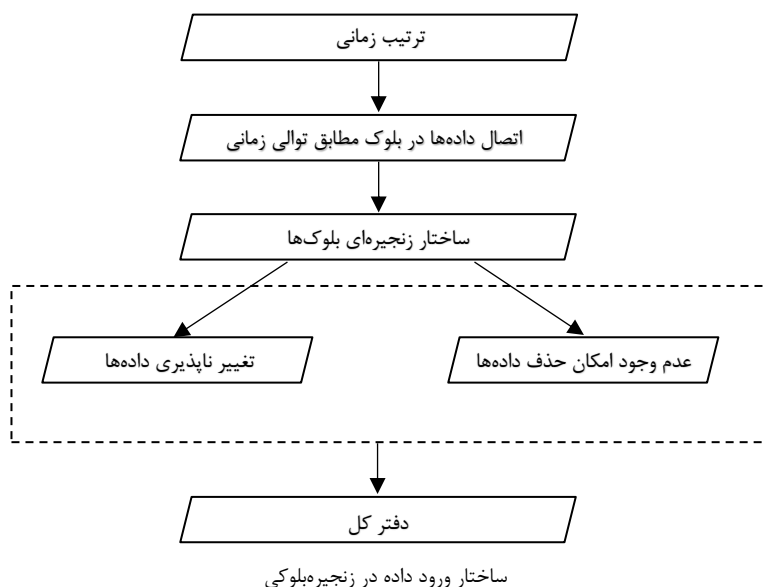 ترتیب زمانی
اتصال داده‌ها در بلوک مطابق توالی زمانی
ساختار زنجیره‌ای بلوک‌ها
عدم وجود امکان حذف داده‌ها
تغییر ناپذیری داده‌ها
دفتر کل
ساختار ورود داده در زنجیره‌بلوکی